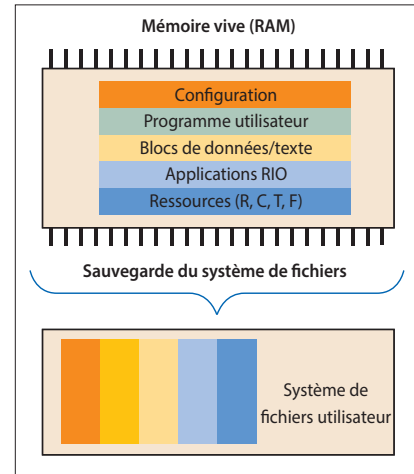 Mémoire vive (RAM)
Configuration
Programme utilisateur
Blocs de données/texte
Applications RIO
Ressources (R, C, T, F)
Sauvegarde du système de fichiers
Système de
fichiers utilisateur